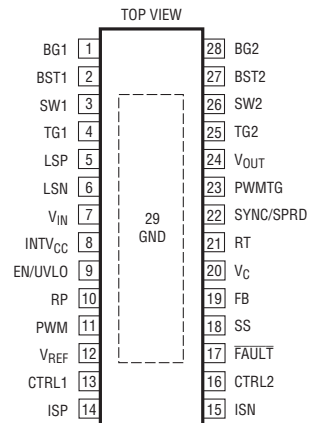 TOP VIEW
BG1 1 28 BG2
BST1 2 27 BST2
SW1 3 26 SW2
TG1 4 25 TG2
LSP 5 24 VOUT
LSN 6 23 PWMTG
VIN 7 22 SYNC/SPRD
INTVCC 8 21 RT
EN/UVLO 9 20 VC
RP 10 19 FB
PWM 11 18 SS
VREF 12 17 FAULT
CTRL1 13 16 CTRL2
ISP 14 15 ISN
29
GND